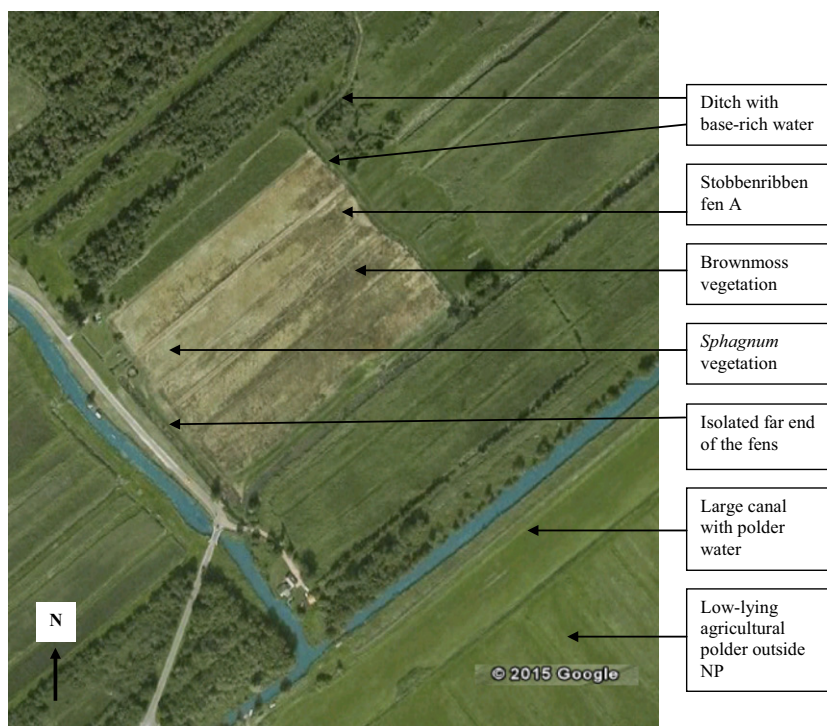 Ditch with
base-rich water
Stobbenribben
fen A
Brownmoss
vegetation
Sphagnum
vegetation
Isolated far end
of the fens
Large canal
with polder
water
Low-lying
agricultural
polder outside
NP
N
© 2015 Google